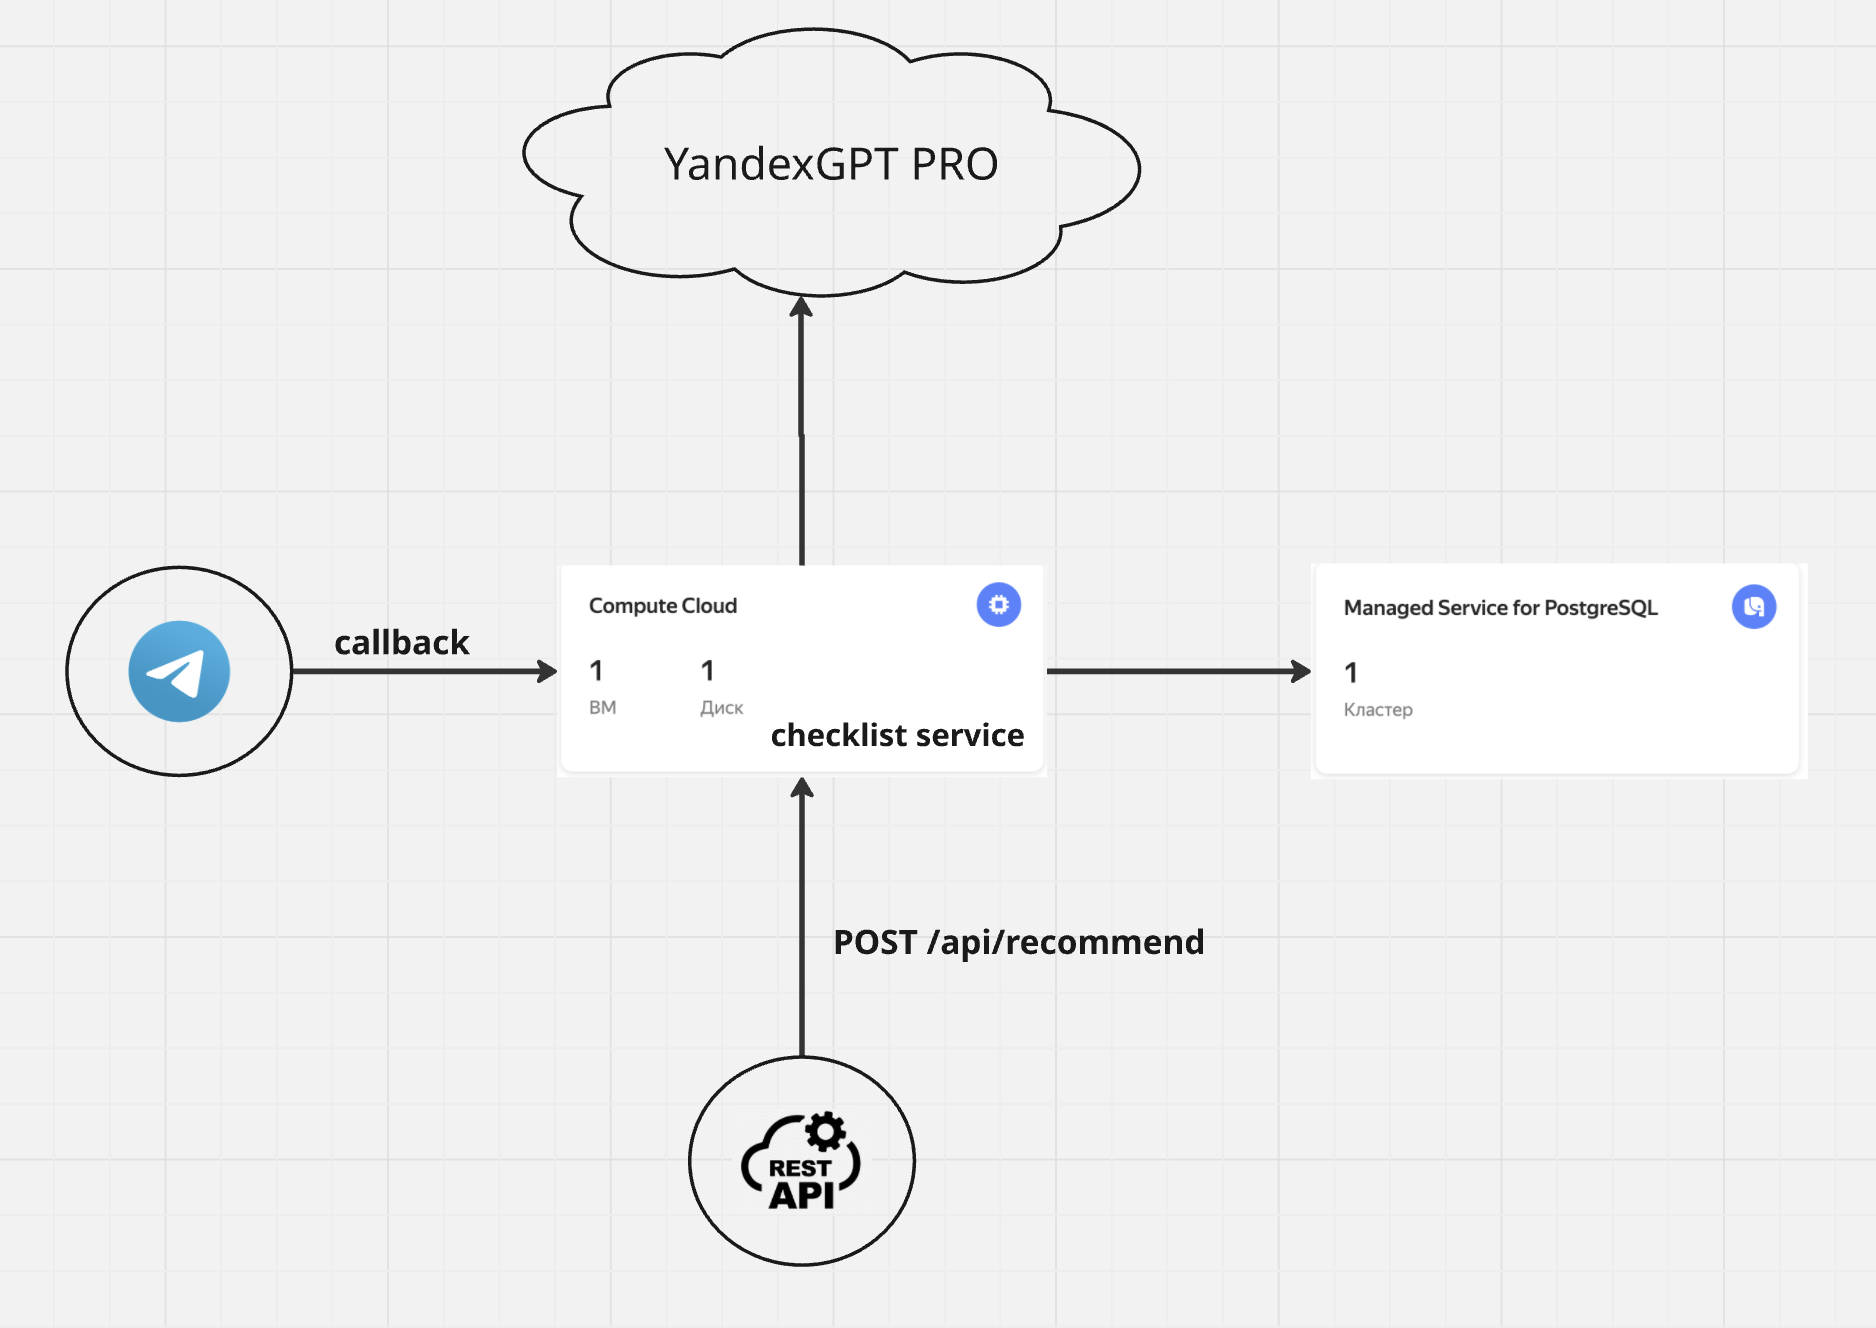 YandexGPT PRO
callback
Compute Cloud
1
1
ВМ
Диск
checklist service
Managed Service for PostgreSQL
1
Кластер
POST /api/recommend
REST
API